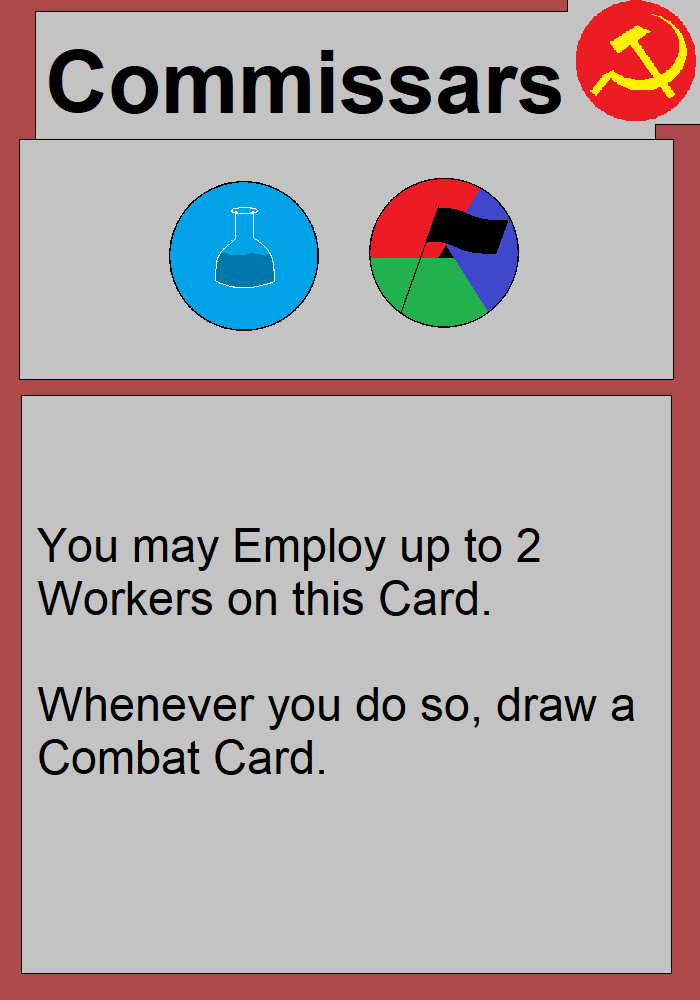 Commissars
You may Employ up to 2
Workers on this Card.
Whenever you do so, draw a
Combat Card.